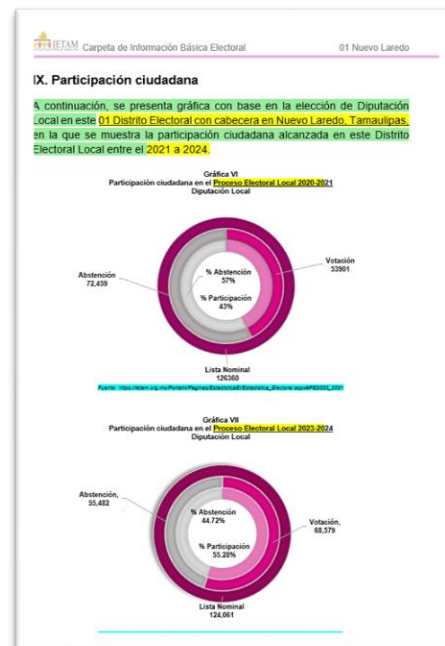 IETAM
Carpeta de Información Básica Electoral
01 Nuevo Laredo
IX. Participación ciudadana
A continuación, se presenta gráfica con base en la elección de Diputación
Local en este 01 Distrito Electoral con cabecera en Nuevo Laredo, Tamaulipas,
en la que se muestra la participación ciudadana alcanzada en este Distrito
Electoral Local entre el 2021 a 2024.
Gráfica VI
Participación ciudadana en el Proceso Electoral Local 2020-2021
Diputación Local
Abstención
72,459
% Abstención
57%
% Participación
43%
Votación
53901
Lista Nominal
126360
Gráfica VII
Participación ciudadana en el Proceso Electoral Local 2023-2024
Diputación Local
Abstención,
55,482
% Abstención
44.72%
% Participación
55.28%
Votación,
68,579
Lista Nominal
124,061